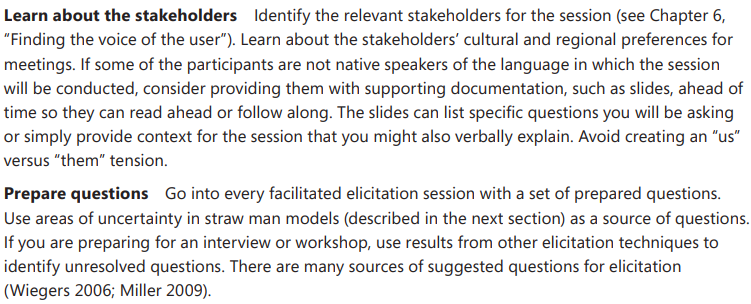 Learn about the stakeholders Identify the relevant stakeholders for the session (see Chapter 6,
“Finding the voice of the user”). Learn about the stakeholders’ cultural and regional preferences for
meetings. If some of the participants are not native speakers of the language in which the session
will be conducted, consider providing them with supporting documentation, such as slides, ahead of
time so they can read ahead or follow along. The slides can list specific questions you will be asking
or simply provide context for the session that you might also verbally explain. Avoid creating an “us”
versus “them” tension.
Prepare questions Go into every facilitated elicitation session with a set of prepared questions.
Use areas of uncertainty in straw man models (described in the next section) as a source of questions.
If you are preparing for an interview or workshop, use results from other elicitation techniques to
identify unresolved questions. There are many sources of suggested questions for elicitation
(Wiegers 2006; Miller 2009).